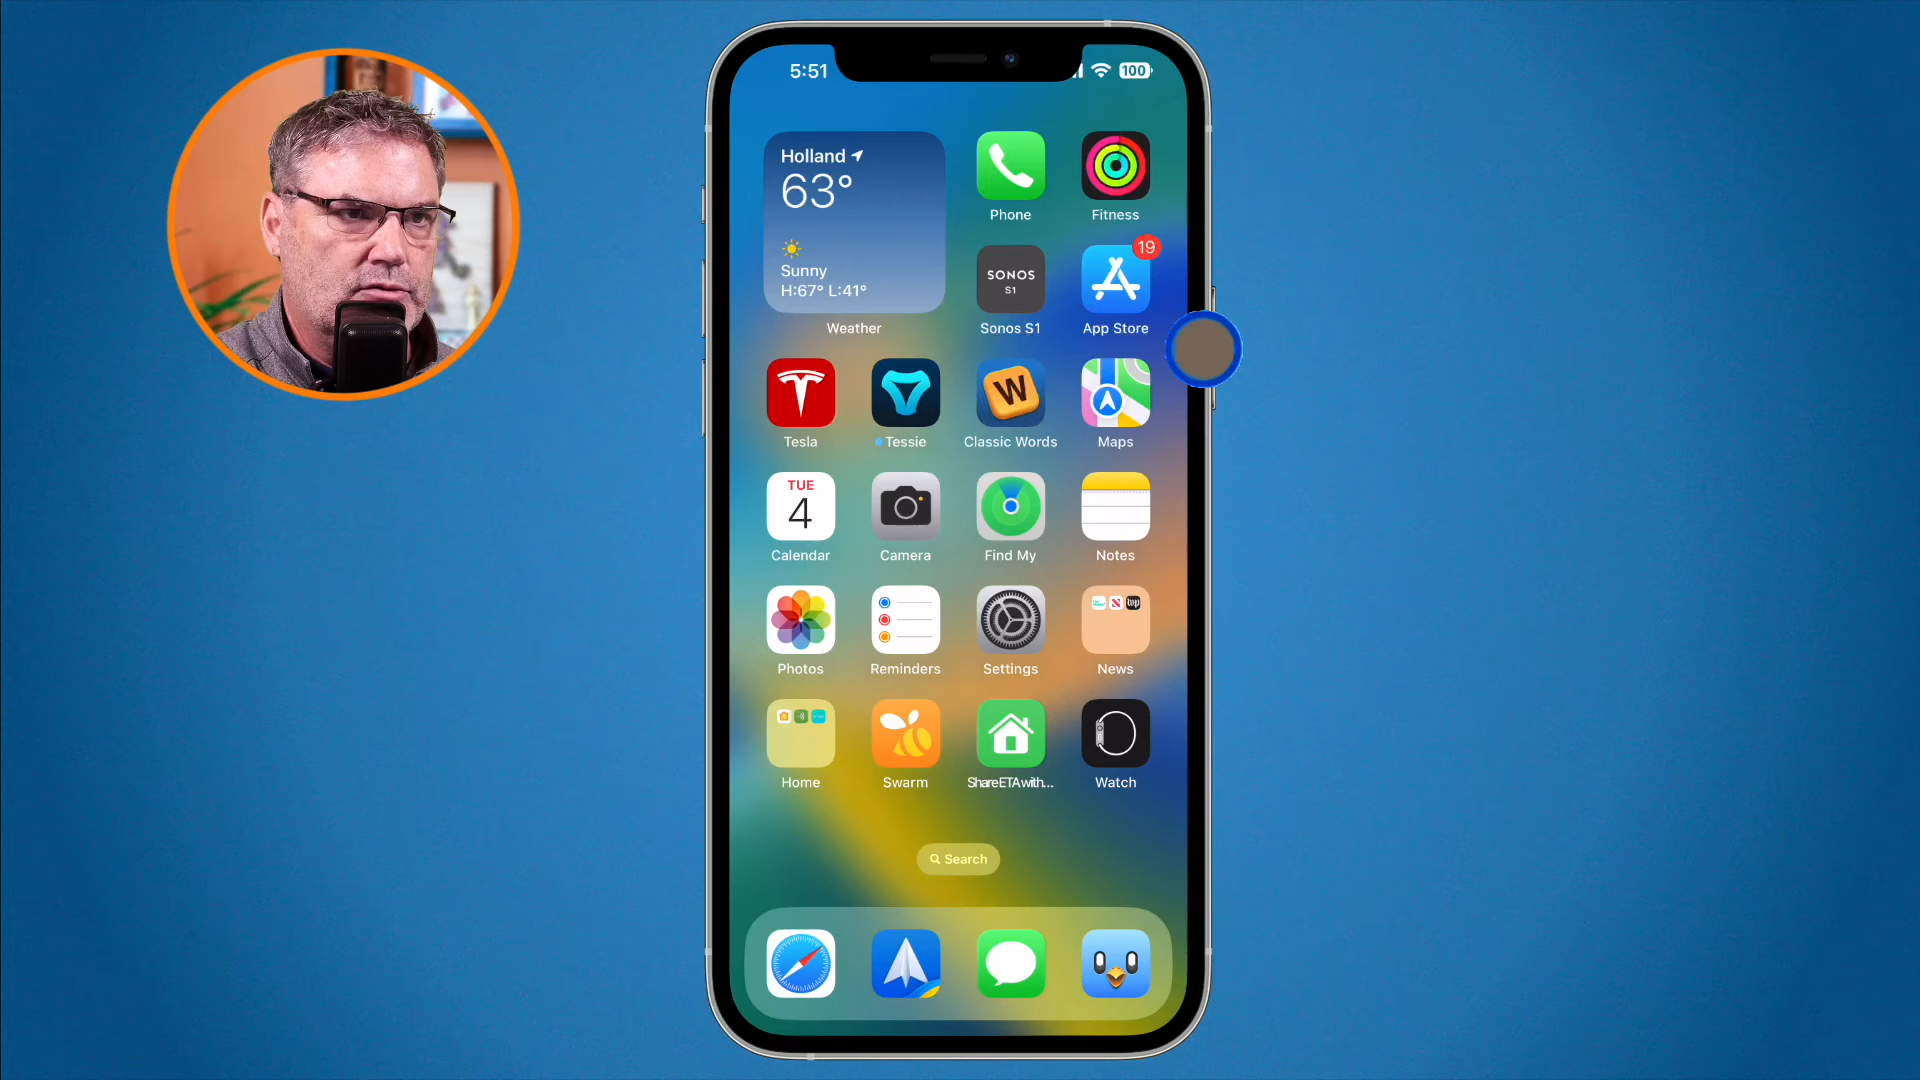 5:51
100
Holland
63°
Sunny
H:67° L:41°
Weather
Phone
Fitness
SONOS
S1
19
Sonos S1
App Store
W
Tesla
Tessie
Classic Words
Maps
TUE
4
Calendar
Camera
Find My
Notes
wp
Photos
Reminders
Settings
News
Home
Swarm
ShareETAwith...
Watch
Search